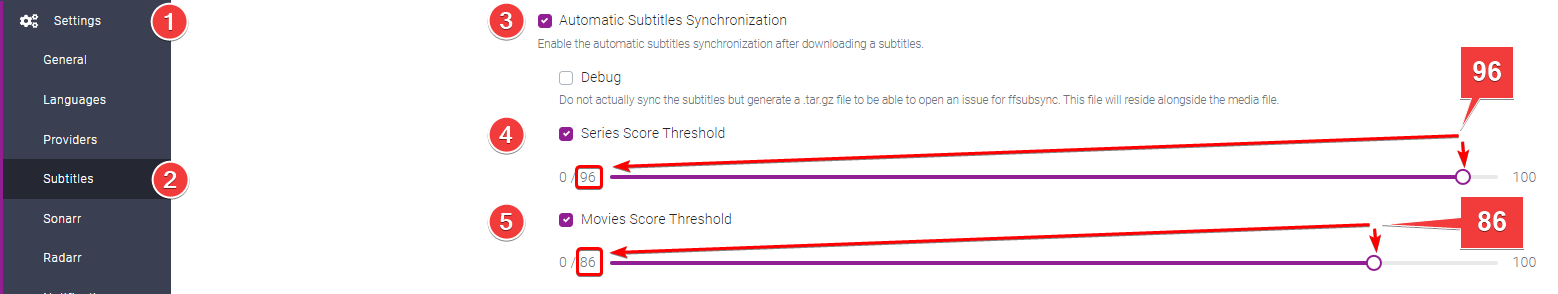 Settings
1
General
Languages
Providers
Subtitles
2
Sonarr
Radarr
3
Automatic Subtitles Synchronization
Enable the automatic subtitles synchronization after downloading a subtitles.
Debug
Do not actually sync the subtitles but generate a .tar.gz file to be able to open an issue for ffsubsync. This file will reside alongside the media file.
96
4
Series Score Threshold
0 / 96
100
5
Movies Score Threshold
86
0 / 86
100